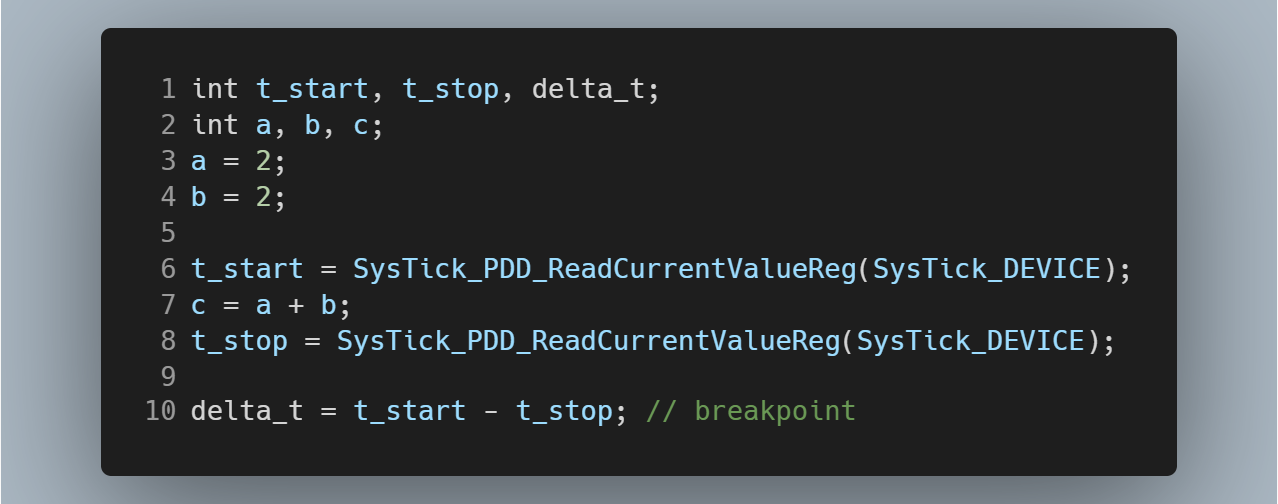 1 int t_start, t_stop, delta_t;
2 int a, b, c;
3 a = 2;
4 b = 2;
5
6 t_start = SysTick_PDD_ReadCurrentValueReg(SysTick_DEVICE);
7 c = a + b;
8 t_stop = SysTick_PDD_ReadCurrentValueReg(SysTick_DEVICE);
9
10 delta_t = t_start - t_stop; // breakpoint